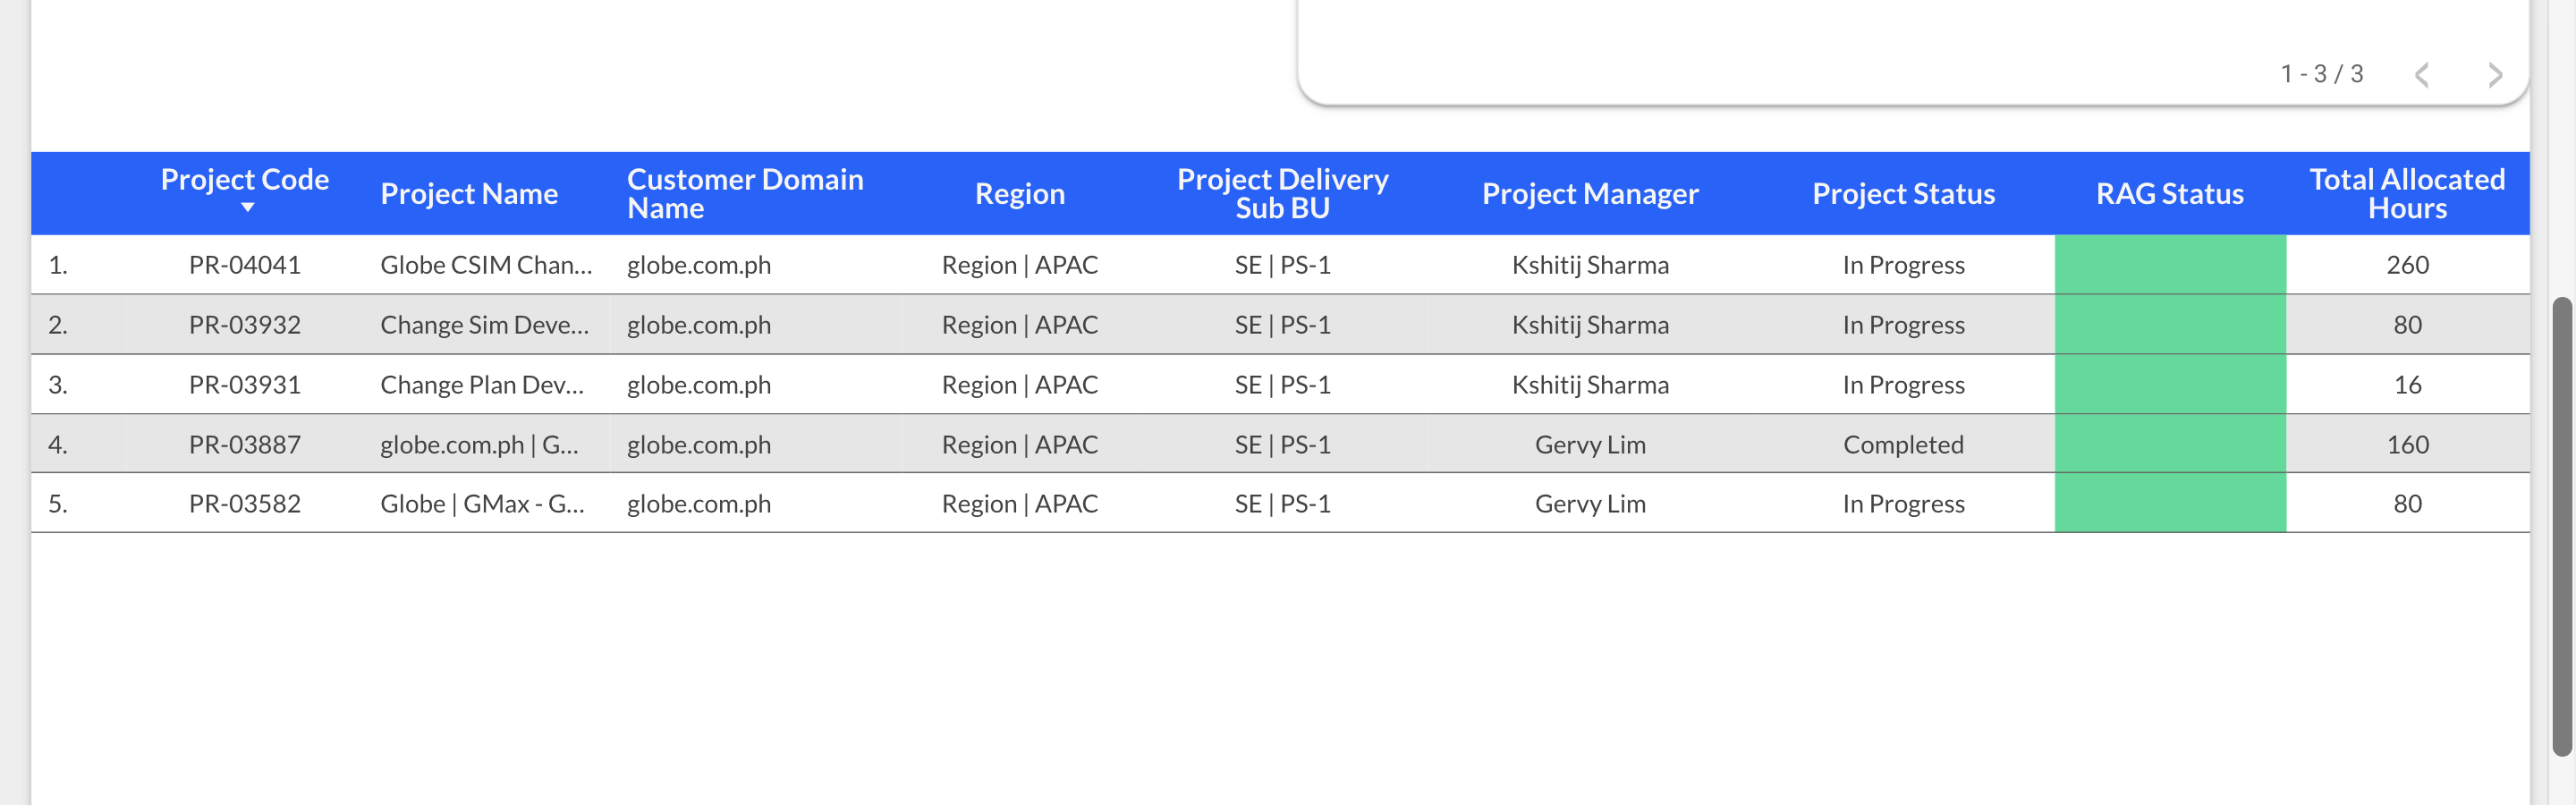 1 - 3 / 3
Project Code Project Name Customer Domain Name Region Project Delivery Sub BU Project Manager Project Status RAG Status Total Allocated Hours
1. PR-04041 Globe CSIM Chan... globe.com.ph Region | APAC SE | PS-1 Kshitij Sharma In Progress 260
2. PR-03932 Change Sim Deve... globe.com.ph Region | APAC SE | PS-1 Kshitij Sharma In Progress 80
3. PR-03931 Change Plan Dev... globe.com.ph Region | APAC SE | PS-1 Kshitij Sharma In Progress 16
4. PR-03887 globe.com.ph | G... globe.com.ph Region | APAC SE | PS-1 Gervy Lim Completed 160
5. PR-03582 Globe | GMax - G... globe.com.ph Region | APAC SE | PS-1 Gervy Lim In Progress 80